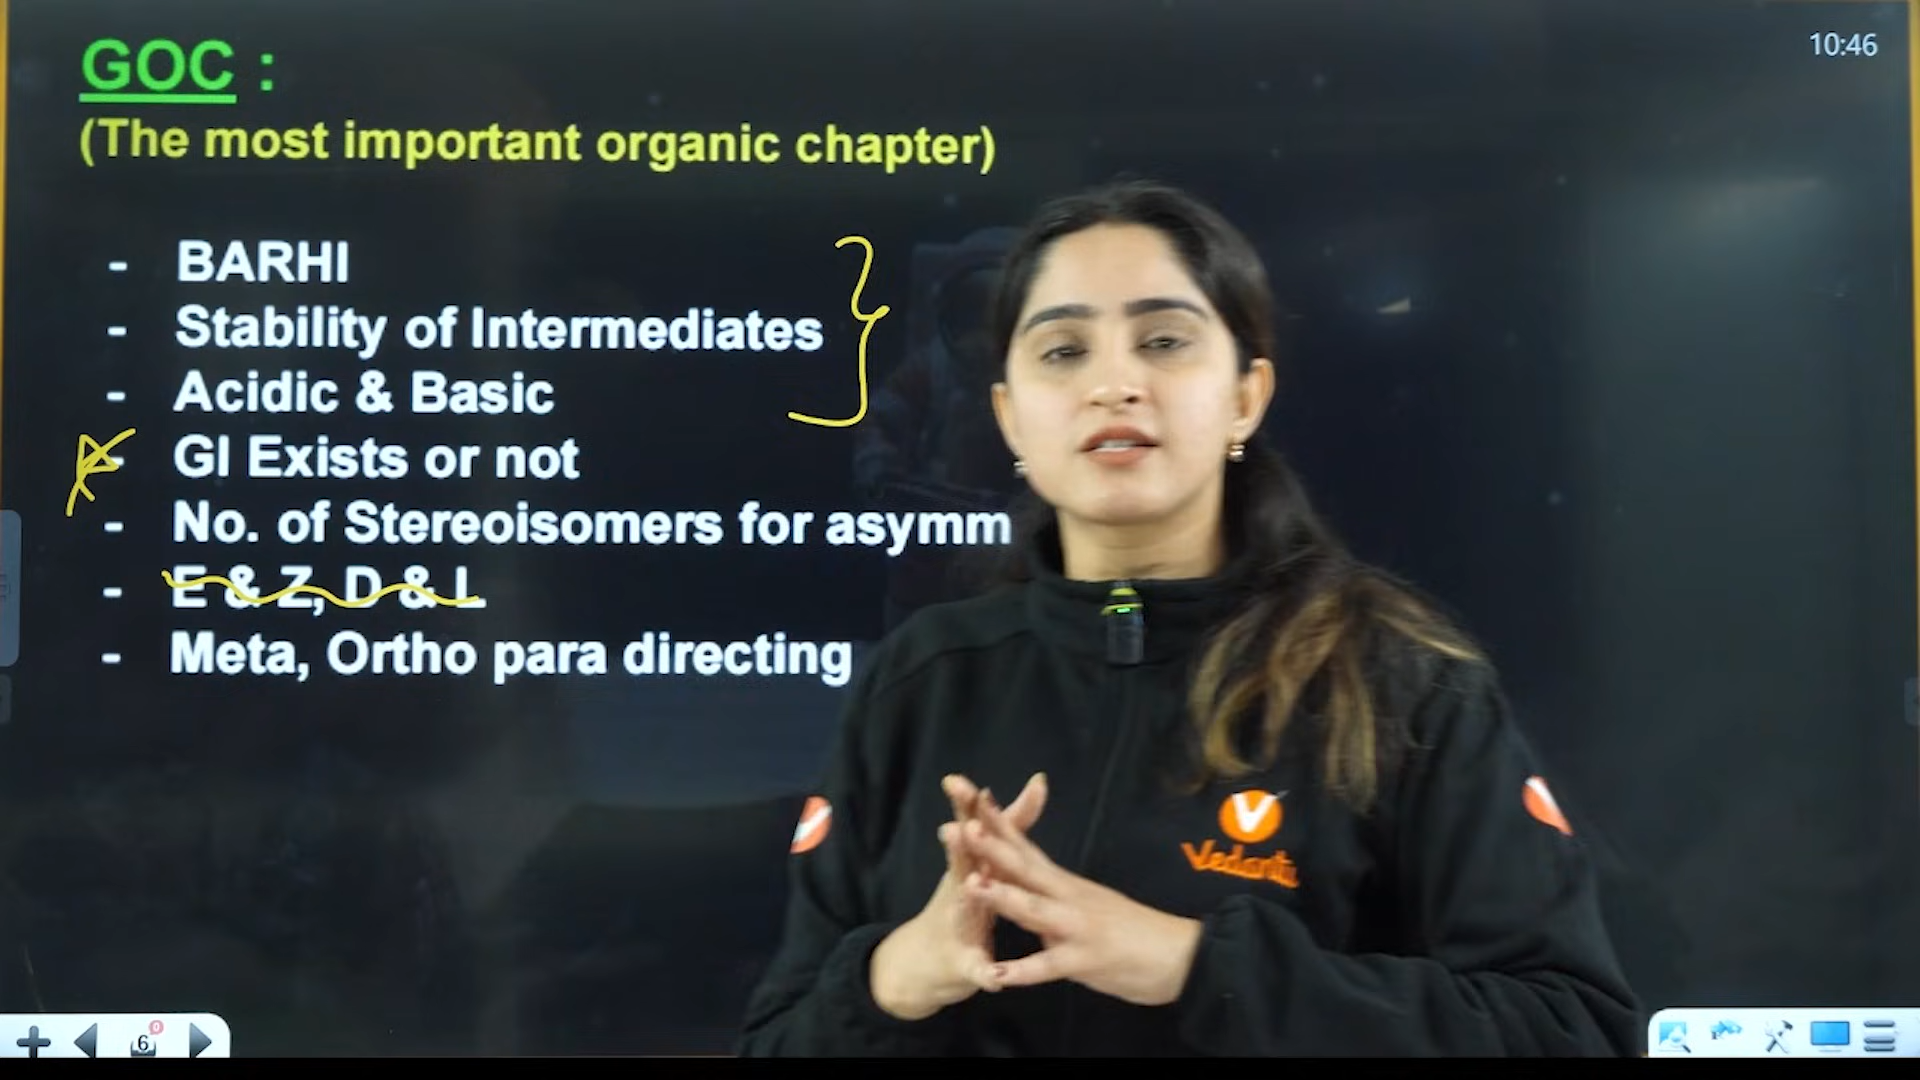 GOC :
10:46
(The most important organic chapter)
- BARHI
- Stability of Intermediates
- Acidic & Basic
- GI Exists or not
- No. of Stereoisomers for asymm
- E & Z, D & L
- Meta, Ortho para directing
V
Vedantu
6
0